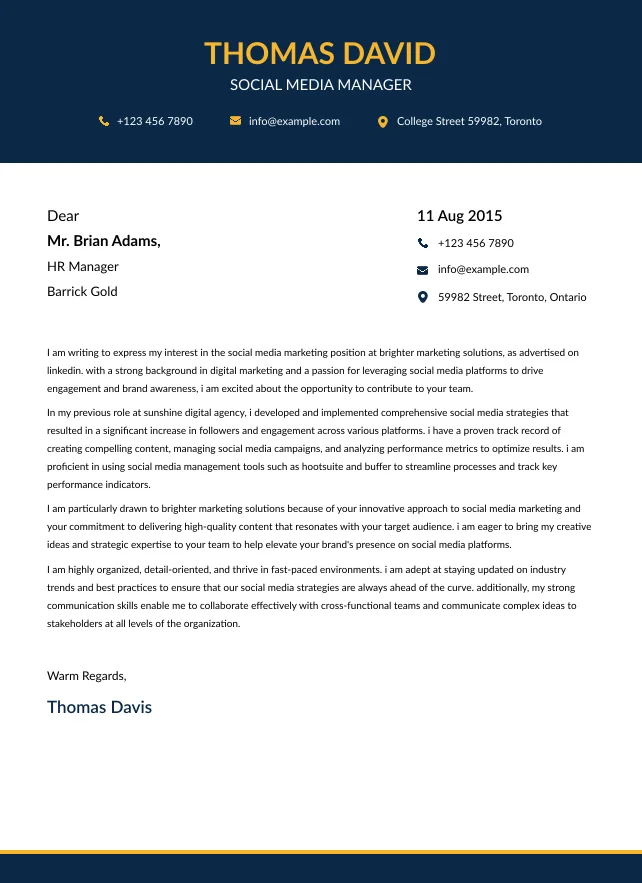 THOMAS DAVID
SOCIAL MEDIA MANAGER
+123 456 7890 info@example.com College Street 59982, Toronto
Dear
Mr. Brian Adams,
HR Manager
Barrick Gold
11 Aug 2015
+123 456 7890
info@example.com
59982 Street, Toronto, Ontario
I am writing to express my interest in the social media marketing position at brighter marketing solutions, as advertised on
linkedin. with a strong background in digital marketing and a passion for leveraging social media platforms to drive
engagement and brand awareness, i am excited about the opportunity to contribute to your team.
In my previous role at sunshine digital agency, i developed and implemented comprehensive social media strategies that
resulted in a significant increase in followers and engagement across various platforms. i have a proven track record of
creating compelling content, managing social media campaigns, and analyzing performance metrics to optimize results. i am
proficient in using social media management tools such as hootsuite and buffer to streamline processes and track key
performance indicators.
I am particularly drawn to brighter marketing solutions because of your innovative approach to social media marketing and
your commitment to delivering high-quality content that resonates with your target audience. i am eager to bring my creative
ideas and strategic expertise to your team to help elevate your brand's presence on social media platforms.
I am highly organized, detail-oriented, and thrive in fast-paced environments. i am adept at staying updated on industry
trends and best practices to ensure that our social media strategies are always ahead of the curve. additionally, my strong
communication skills enable me to collaborate effectively with cross-functional teams and communicate complex ideas to
stakeholders at all levels of the organization.
Warm Regards,
Thomas Davis